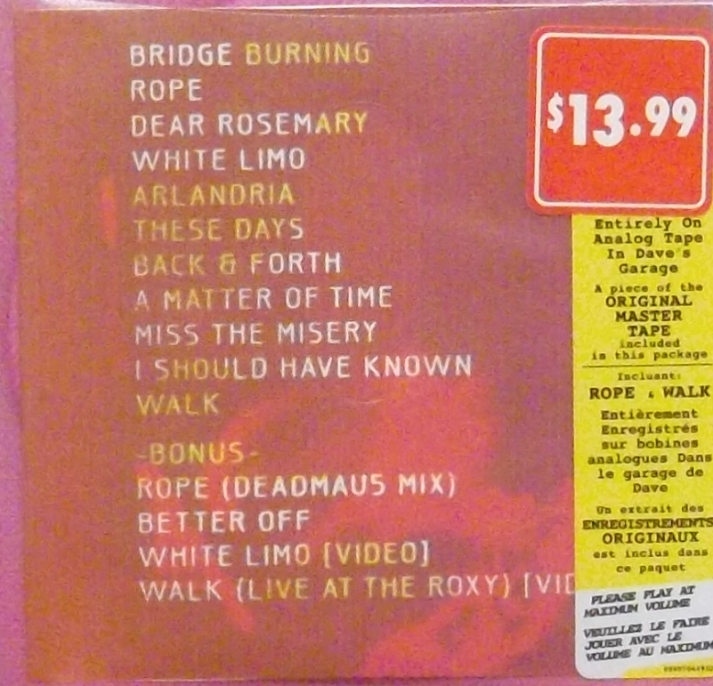 BRIDGE BURNING
ROPE
DEAR ROSEMARY
WHITE LIMO
ARLANDRIA
THESE DAYS
BACK & FORTH
A MATTER OF TIME
MISS THE MISERY
I SHOULD HAVE KNOWN
WALK
-BONUS-
ROPE (DEADMAU5 MIX)
BETTER OFF
WHITE LIMO [VIDEO]
WALK (LIVE AT THE ROXY) [VID
$13.99
Entirely On
Analog Tape
In Dave's
Garage
A piece of the
ORIGINAL
MASTER
TAPE
included
in this package
Incluant:
ROPE & WALK
Entièrement
Enregistrés
sur bobines
analogues Dans
le garage de
Dave
Un extrait des
ENREGISTREMENTS
ORIGINAUX
est inclus dans
ce paquet
PLEASE PLAY AT
MAXIMUM VOLUME
VEUILLEZ LE FAIRE
JOUER AVEC LE
VOLUME AU MAXIMUM